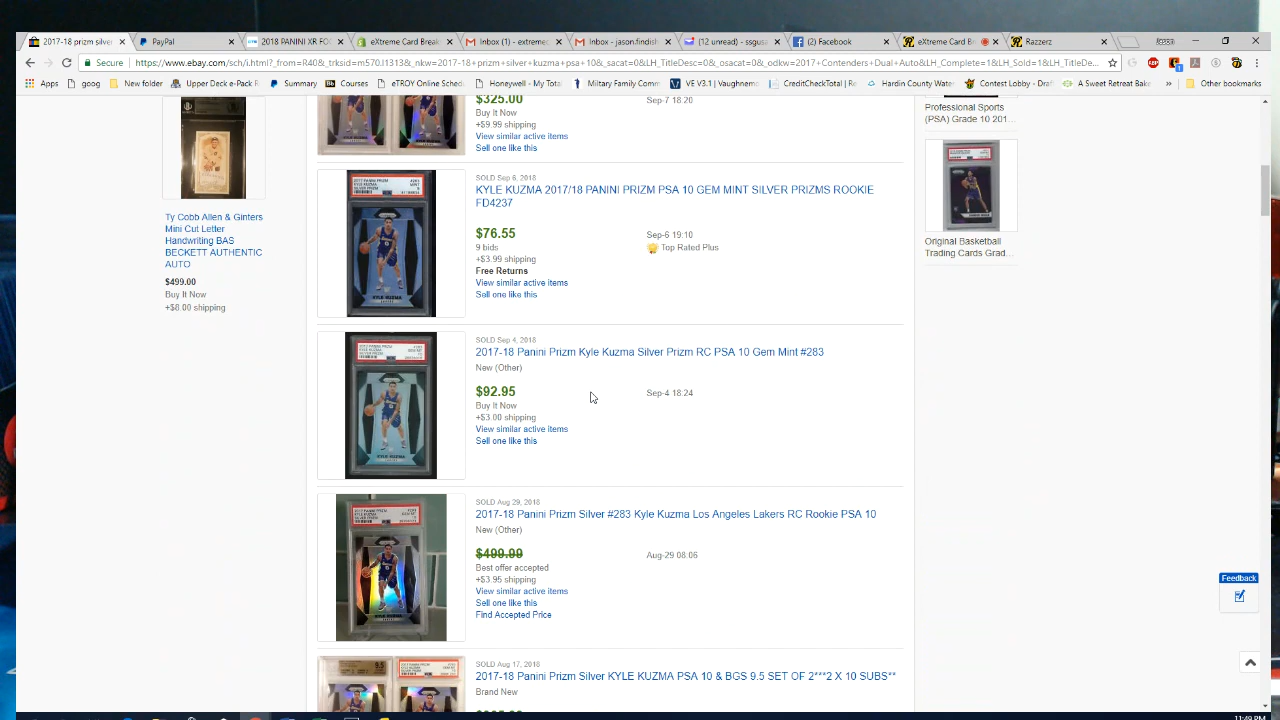 2017-18 prizm silver
PayPal
2018 PANINI XR FOO
eXtreme Card Break
Inbox (1) - extremec
Inbox - jason.findish
(12 unread) - ssgusa
(2) Facebook
eXtreme Card B
Razzerz
Secure
https://www.ebay.com/sch/i.html?_from=R40&_trksid=m570.l1313&_nkw=2017-18+prizm+silver+kuzma+psa+10&_sacat=0&LH_TitleDesc=0&_osacat=0&_odkw=2017+Contenders+Dual+Auto&LH_Complete=1&LH_Sold=1&LH_TitleDesc
Apps
goog
New folder
Upper Deck e-Pack P
Summary
Courses
eTROY Online Sched
Honeywell - My Tota
Military Family Comm
VE V3.1 | Vaughnem
CreditCheckTotal | Re
Hardin County Water
Contest Lobby - Draf
A Sweet Retreat Bake
»
Other bookmarks
Ty Cobb Allen & Ginters
Mini Cut Letter
Handwriting BAS
BECKETT AUTHENTIC
AUTO
$499.00
Buy It Now
+$8.00 shipping
$325.00
Sep-7 18:20
Buy It Now
+$9.99 shipping
View similar active items
Sell one like this
SOLD Sep 6, 2018
KYLE KUZMA 2017/18 PANINI PRIZM PSA 10 GEM MINT SILVER REFRACTOR ROOKIE
FD4237
$76.55
Sep-6 19:10
9 bids
Top Rated Plus
+$3.99 shipping
Free Returns
View similar active items
Sell one like this
SOLD Sep 4, 2018
2017-18 Panini Prizm Kyle Kuzma Silver Prizm RC PSA 10 Gem Mint #283
New (Other)
$92.95
Sep-4 18:24
Buy It Now
+$3.00 shipping
View similar active items
Sell one like this
SOLD Aug 29, 2018
2017-18 Panini Prizm Silver #283 Kyle Kuzma Los Angeles Lakers Rookie PSA 10
New (Other)
$499.99
Aug-29 08:06
Best offer accepted
+$3.95 shipping
View similar active items
Sell one like this
Find Accepted Price
SOLD Aug 17, 2018
2017-18 Panini Prizm Silver KYLE KUZMA PSA 10 & BGS 9.5 SET OF 2***2 X 10 SUBS**
Brand New
Professional Sports
(PSA) Grade 10 201...
Original Basketball
Trading Cards Grad...
Feedback
11:49 PM